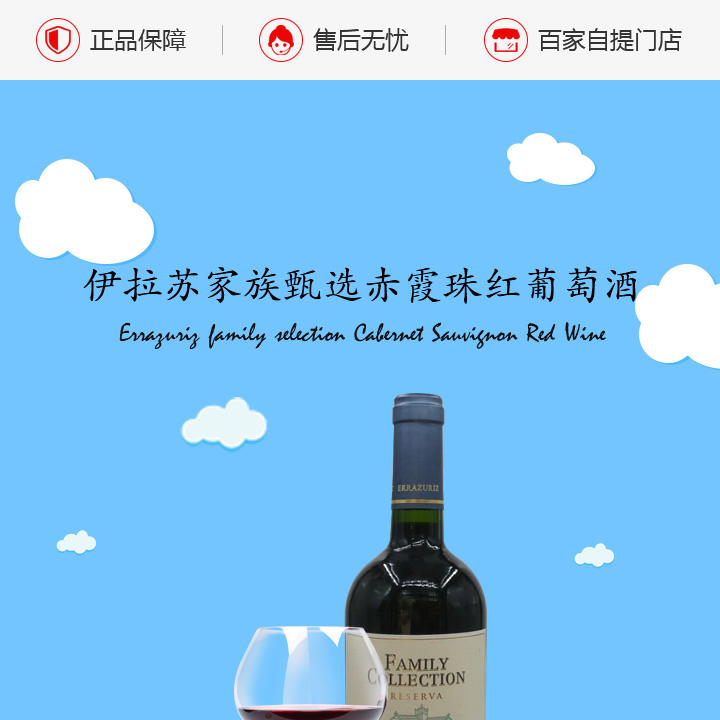 正品保障 售后无忧 百家自提门店
伊拉苏家族甄选赤霞珠红葡萄酒
Errazuriz family selection Cabernet Sauvignon Red Wine
ERRAZURIZ
FAMILY
COLLECTION
RESERVA